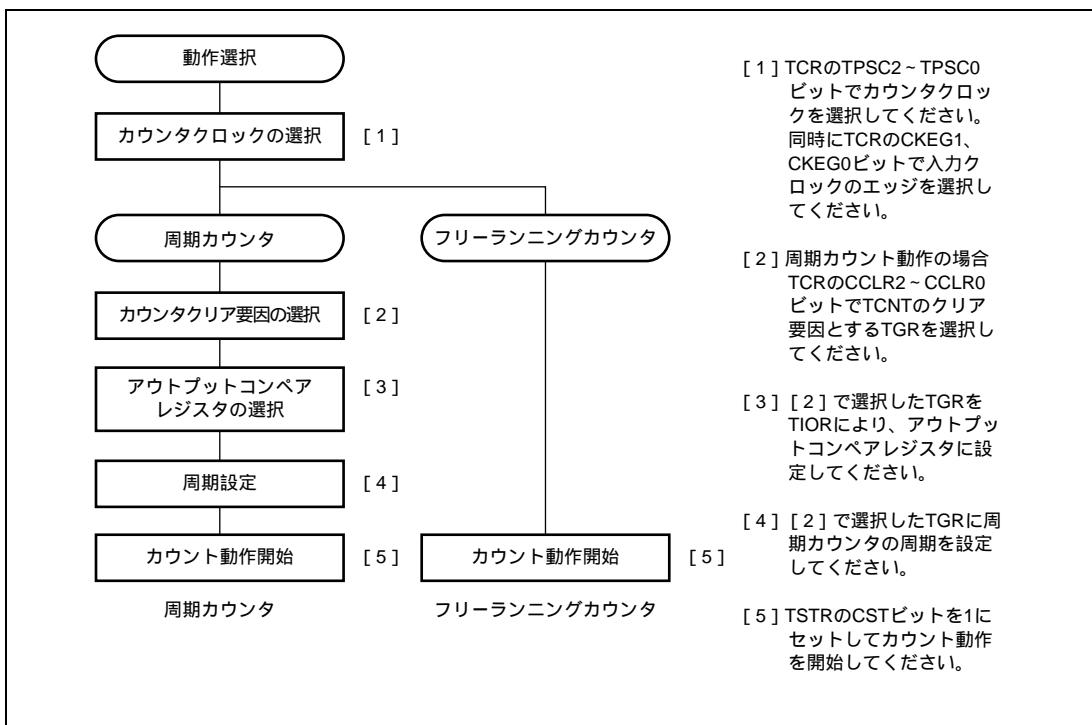 動作選択
カウンタクロックの選択 [1]
周期カウンタ
フリーランニングカウンタ
カウンタクリア要因の選択 [2]
アウトプットコンペア
レジスタの選択 [3]
周期設定 [4]
カウント動作開始 [5]
カウント動作開始 [5]
周期カウンタ
フリーランニングカウンタ
[1] TCRのTPSC2～TPSC0
ビットでカウンタクロッ
クを選択してください。
同時にTCRのCKEG1、
CKEG0ビットで入力ク
ロックのエッジを選択し
てください。
[2] 周期カウント動作の場合
TCRのCCLR2～CCLR0
ビットでTCNTのクリア
要因とするTGRを選択し
てください。
[3] [2]で選択したTGRを
TIORにより、アウトプッ
トコンペアレジスタに設
定してください。
[4] [2]で選択したTGRに周
期カウンタの周期を設定
してください。
[5] TSTRのCSTビットを1に
セットしてカウント動作
を開始してください。